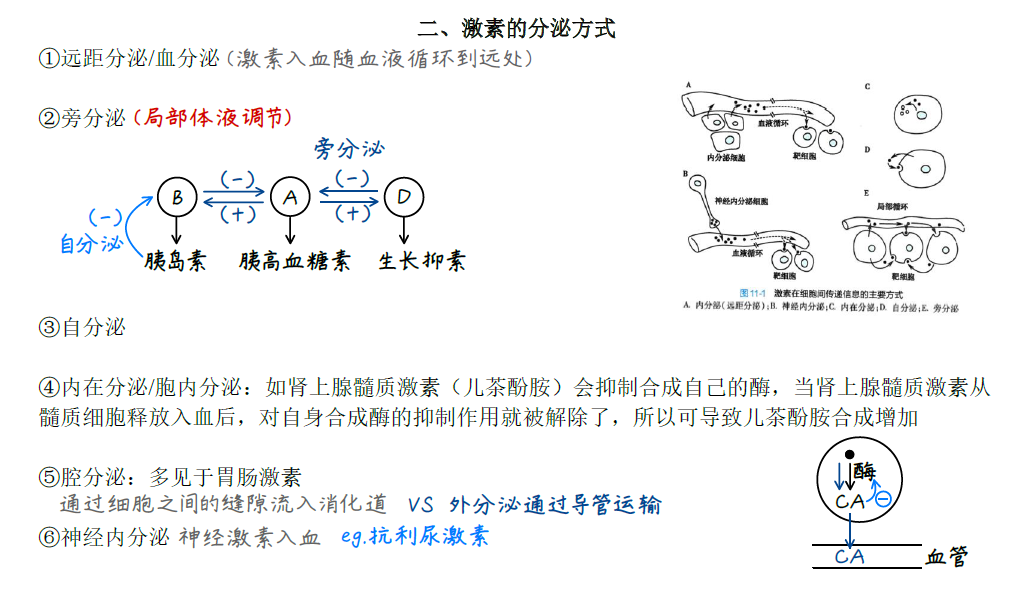 二、激素的分泌方式
①远距分泌/血分泌（激素入血随血液循环到远处）
②旁分泌（局部体液调节）
旁分泌
(−) (−)
B A D
(+) (+)
(−)
自分泌
胰岛素 胰高血糖素 生长抑素
A
血液循环
内分泌细胞 靶细胞
B
神经内分泌细胞
血液循环
靶细胞
C
D
E
局部循环
靶细胞
图11-1 激素在细胞间传递信息的主要方式
A. 内分泌(远距分泌);B. 神经内分泌;C. 内在分泌;D. 自分泌;E. 旁分泌
③自分泌
④内在分泌/胞内分泌：如肾上腺髓质激素（儿茶酚胺）会抑制合成自己的酶，当肾上腺髓质激素从
髓质细胞释放入血后，对自身合成酶的抑制作用就被解除了，所以可导致儿茶酚胺合成增加
⑤腔分泌：多见于胃肠激素
通过细胞之间的缝隙流入消化道 VS 外分泌通过导管运输
⑥神经内分泌 神经激素入血 eg.抗利尿激素
酶
CA −
CA 血管